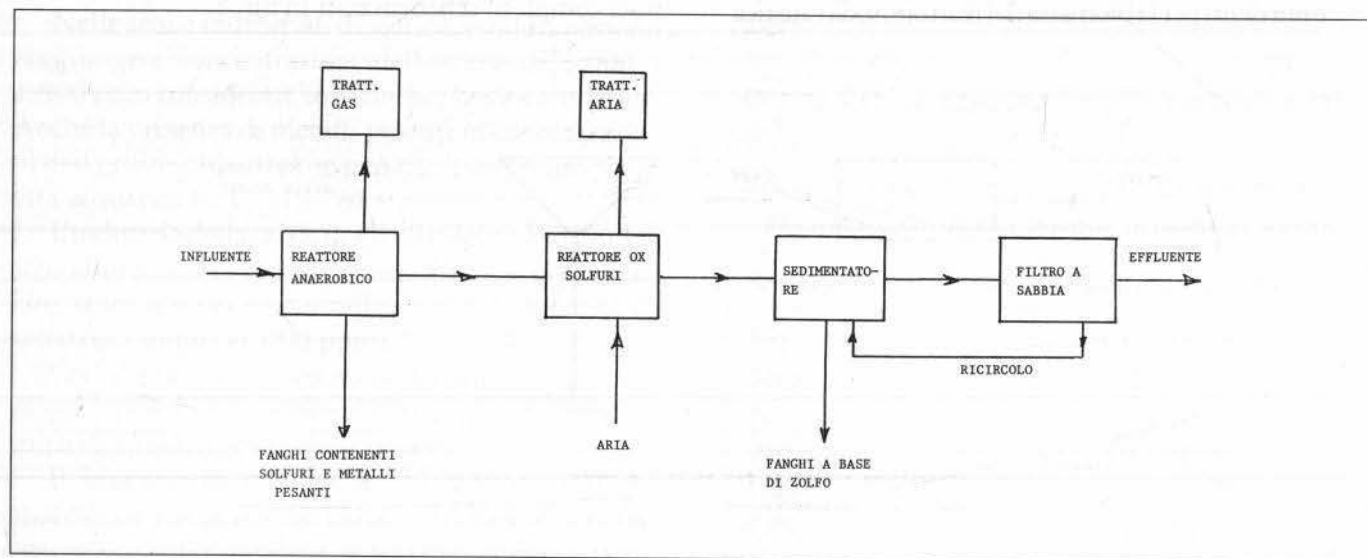 TRATT.
GAS
TRATT.
ARIA
INFLUENTE
REATTORE
ANAEROBICO
REATTORE OX
SOLFURI
SEDIMENTATO-
RE
FILTRO A
SABBIA
EFFLUENTE
RICIRCOLO
FANGHI CONTENENTI
SOLFURI E METALLI
PESANTI
ARIA
FANGHI A BASE
DI ZOLFO